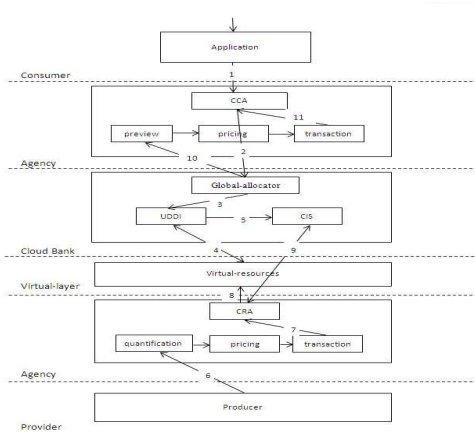 Application
Consumer
1
CCA
11
preview
pricing
transaction
Agency
10
2
Global-allocator
3
UDDI
5
CIS
Cloud Bank
4
9
Virtual-resources
Virtual-layer
8
CRA
7
quantification
pricing
transaction
Agency
6
Producer
Provider